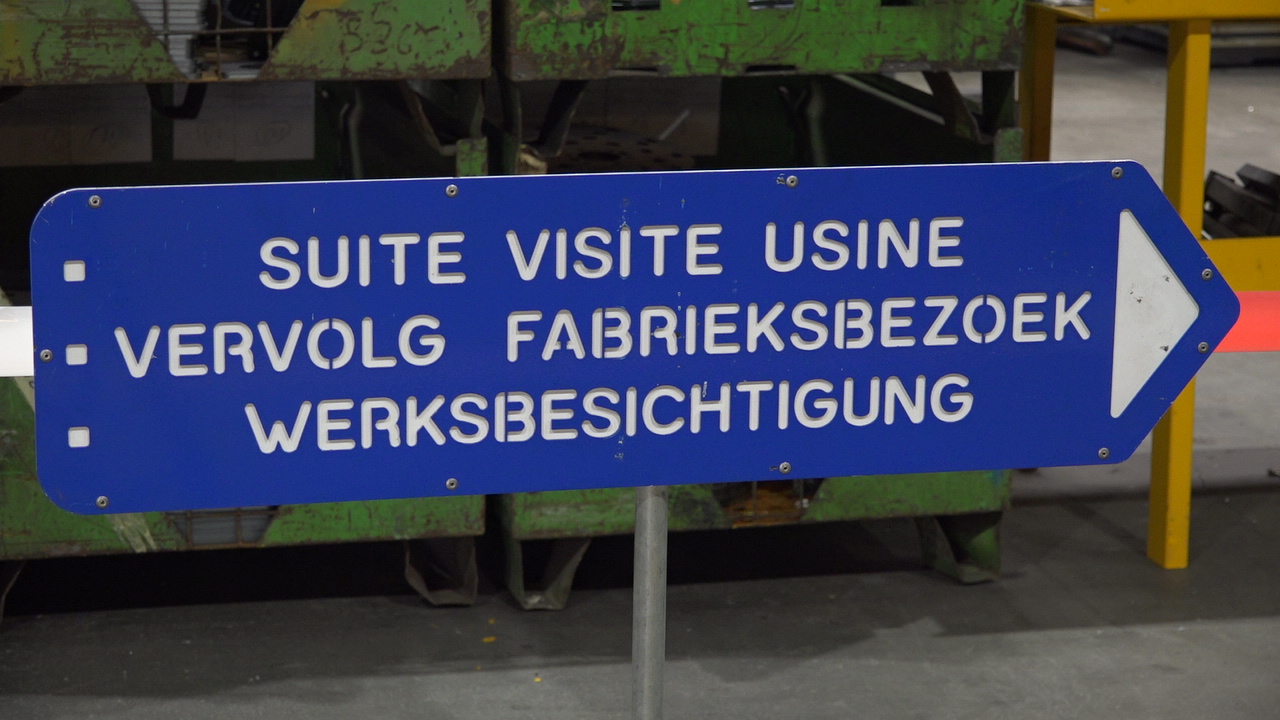 SUITE VISITE USINE
VERVOLG FABRIEKSBEZOEK
WERKSBESICHTIGUNG